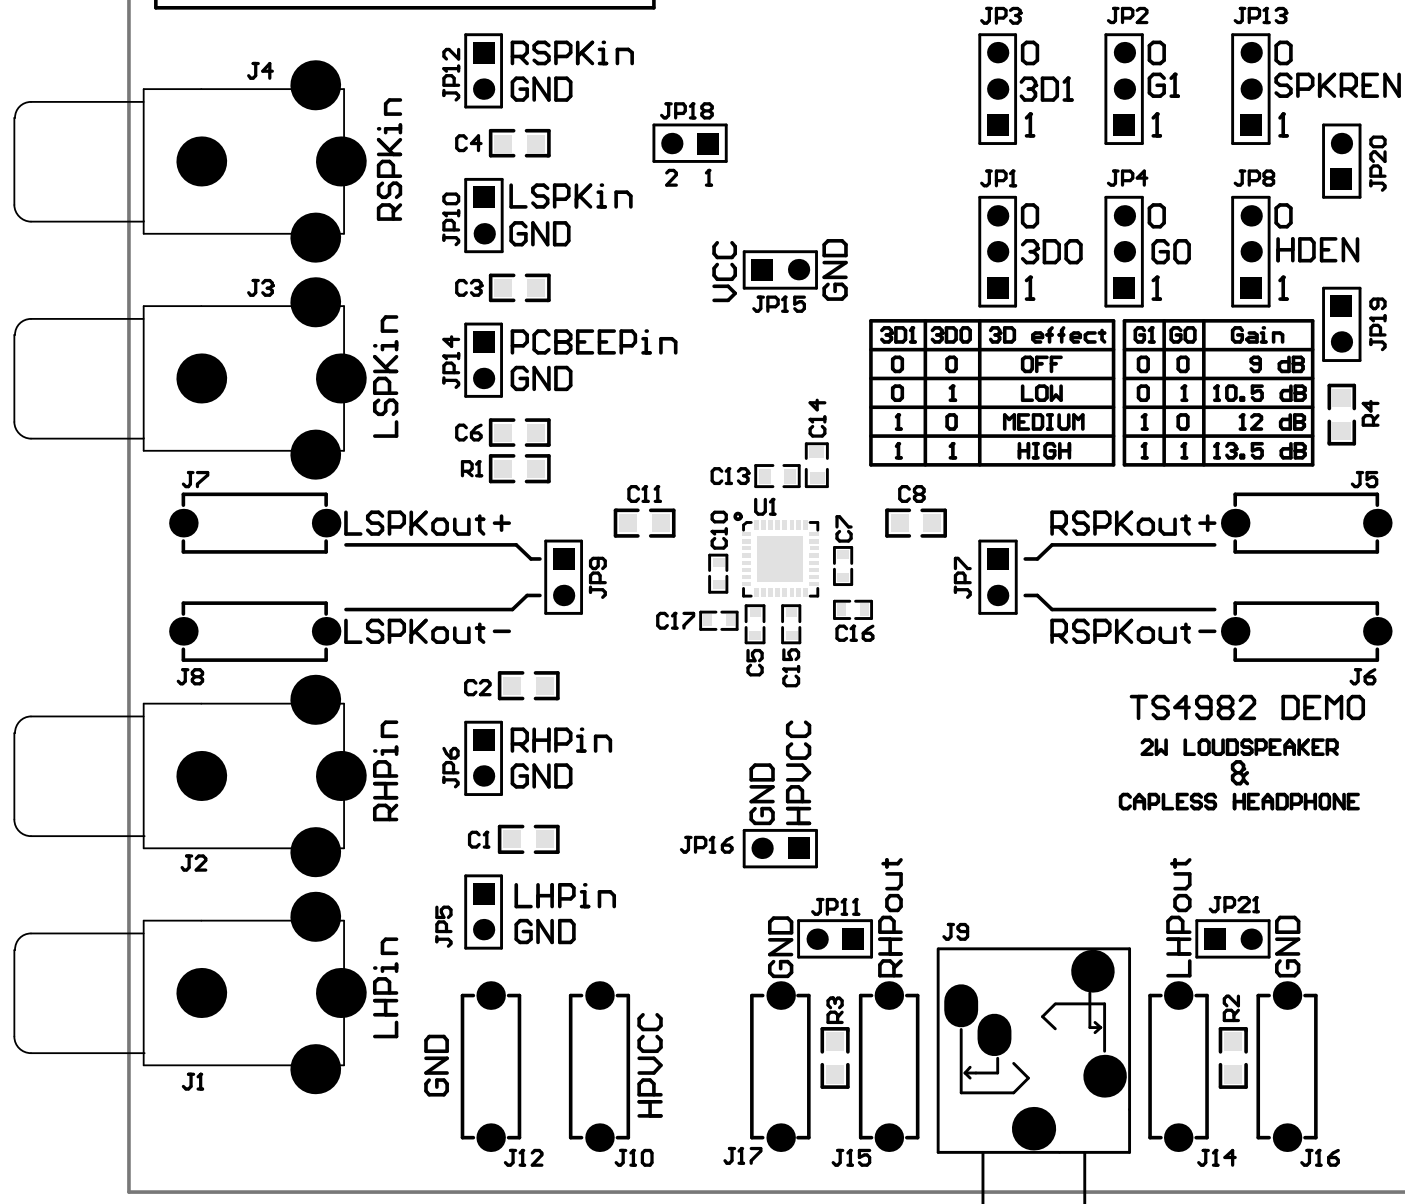 JP3
JP2
JP13
J4
JP12
RSPKin
GND
0
3D1
1
0
G1
1
0
SPKREN
1
RSPKin
C4
JP18
2 1
JP20
JP10
LSPKin
GND
JP1
JP4
JP8
0
3D0
1
0
G0
1
0
HDEN
1
VCC
GND
JP15
J3
C3
JP19
LSPKin
JP14
PCBEEPin
GND
3D1 3D0 3D effect
0 0 OFF
0 1 LOW
1 0 MEDIUM
1 1 HIGH
G1 G0 Gain
0 0 9 dB
0 1 10.5 dB
1 0 12 dB
1 1 13.5 dB
R4
C6
R1
C14
C13
J7
LSPKout+
C11
U1
C10
C7
C8
RSPKout+
J5
JP9
JP7
LSPKout-
J8
C17
C5
C15
C16
RSPKout-
J6
C2
TS4982 DEMO
2W LOUDSPEAKER
&
CAPLESS HEADPHONE
RHPin
JP6
RHPin
GND
GND
HPVCC
J2
C1
JP16
JP5
LHPin
GND
GND
JP11
RHPout
J9
LHPout
JP21
GND
LHPin
J1
GND
HPVCC
R3
R2
J12
J10
J17
J15
J14
J16